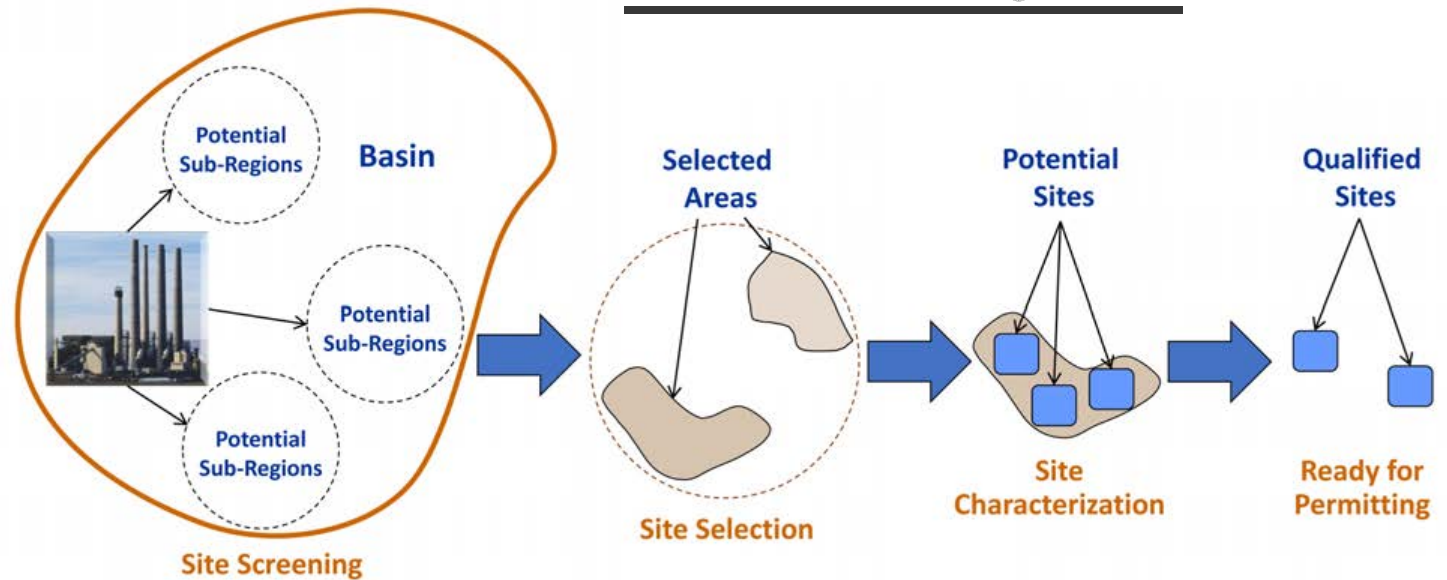 Potential
Sub-Regions
Basin
Potential
Sub-Regions
Potential
Sub-Regions
Site Screening
Selected
Areas
Site Selection
Potential
Sites
Site
Characterization
Qualified
Sites
Ready for
Permitting